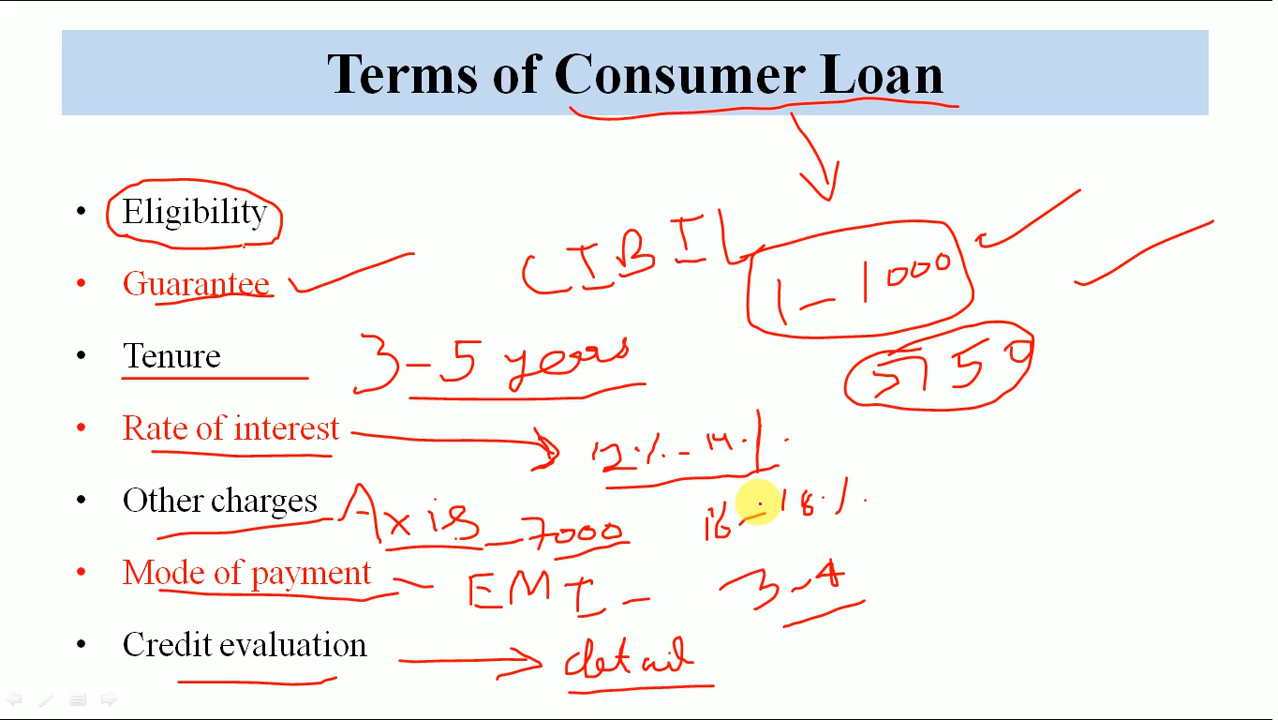 Terms of Consumer Loan
• Eligibility
CIBIL 1-1000
• Guarantee
• Tenure 3-5 years
5750
• Rate of interest 12%-14%
16-18%
• Other charges Axis-7000
• Mode of payment - EMI - 3-4
• Credit evaluation detail